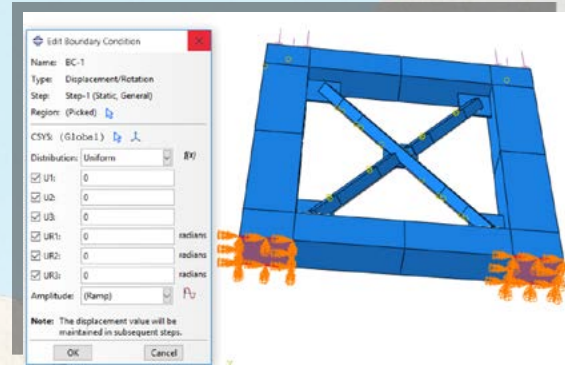 Edit Boundary Condition
Name: BC-1
Type: Displacement/Rotation
Step: Step-1 (Static, General)
Region: (Picked)
CSYS: (Global)
Distribution: Uniform f(x)
U1: 0
U2: 0
U3: 0
UR1: 0 radians
UR2: 0 radians
UR3: 0 radians
Amplitude: (Ramp)
Note: The displacement value will be
maintained in subsequent steps.
OK Cancel